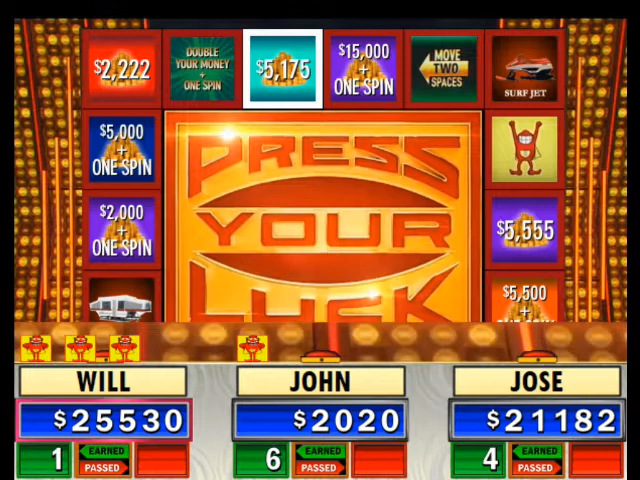 $2,222
DOUBLE
YOUR MONEY
+
ONE SPIN
$5,175
$15,000
+
ONE SPIN
MOVE
TWO
SPACES
SURF JET
$5,000
+
ONE SPIN
$2,000
+
ONE SPIN
$5,555
$5,500
+
ONE SPIN
PRESS
YOUR
LUCK
WILL
JOHN
JOSE
$25530
$2020
$21182
1
EARNED
PASSED
6
EARNED
PASSED
4
EARNED
PASSED